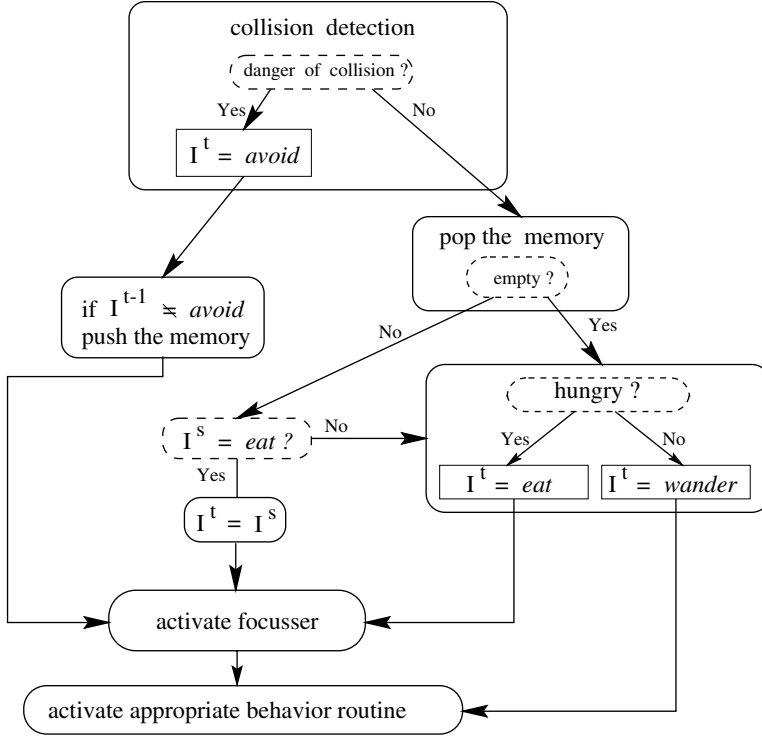 collision detection
danger of collision ?
Yes
No
I^t = avoid
pop the memory
empty ?
if I^t-1 ≠ avoid
push the memory
No
Yes
hungry ?
I^s = eat ?
No
Yes
No
Yes
I^t = eat
I^t = wander
I^t = I^s
activate focusser
activate appropriate behavior routine